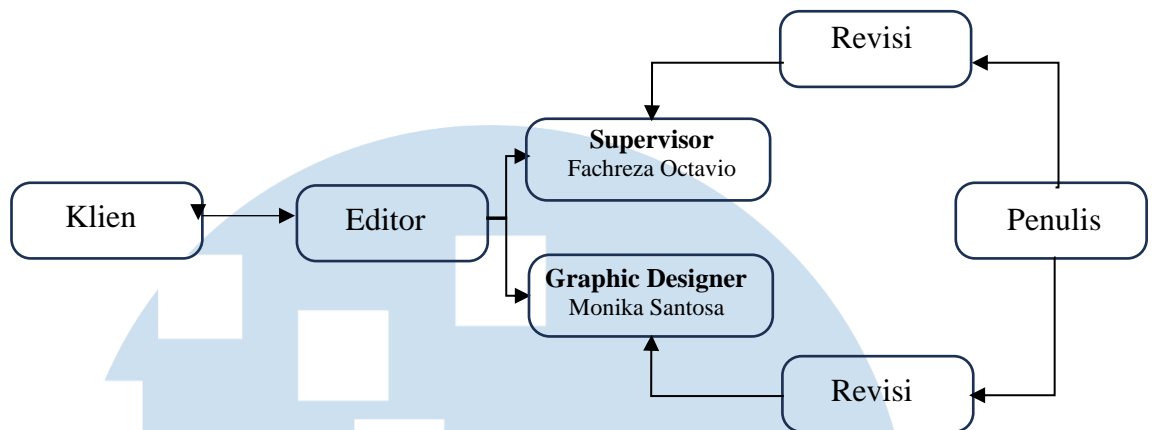 Revisi
Supervisor
Fachreza Octavio
Klien
Editor
Penulis
Graphic Designer
Monika Santosa
Revisi